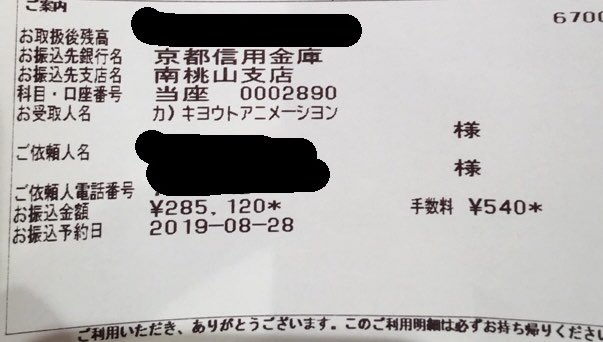 ご案内
6700
お取扱後残高
お振込先銀行名 京都信用金庫
お振込先支店名 南桃山支店
科目・口座番号 当座 0002890
お受取人名 カ)キヨウトアニメーシヨン
様
ご依頼人名
様
ご依頼人電話番号
お振込金額 ¥285,120* 手数料 ¥540*
お振込予約日 2019-08-28
ご利用いただき、ありがとうございます。このご利用明細は必ずお持ち帰りください